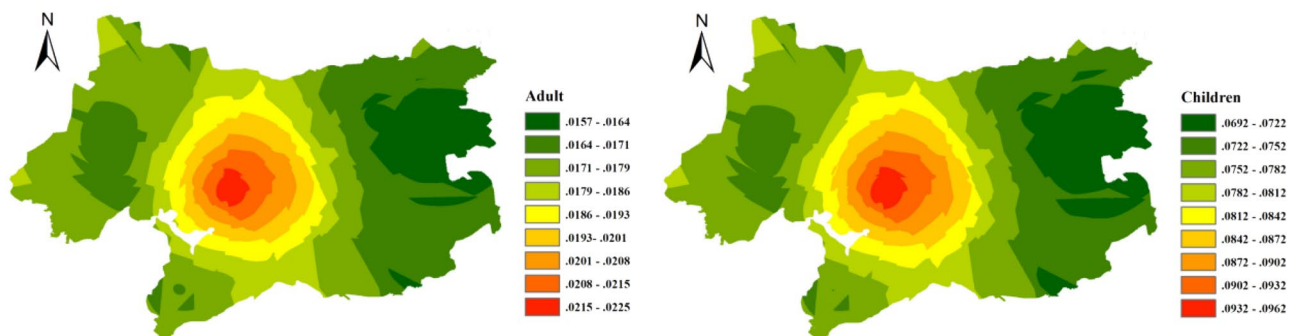 N
Adult
.0157 - .0164
.0164 - .0171
.0171 - .0179
.0179 - .0186
.0186 - .0193
.0193- .0201
.0201 - .0208
.0208 - .0215
.0215 - .0225
N
Children
.0692 - .0722
.0722 - .0752
.0752 - .0782
.0782 - .0812
.0812 - .0842
.0842 - .0872
.0872 - .0902
.0902 - .0932
.0932 - .0962